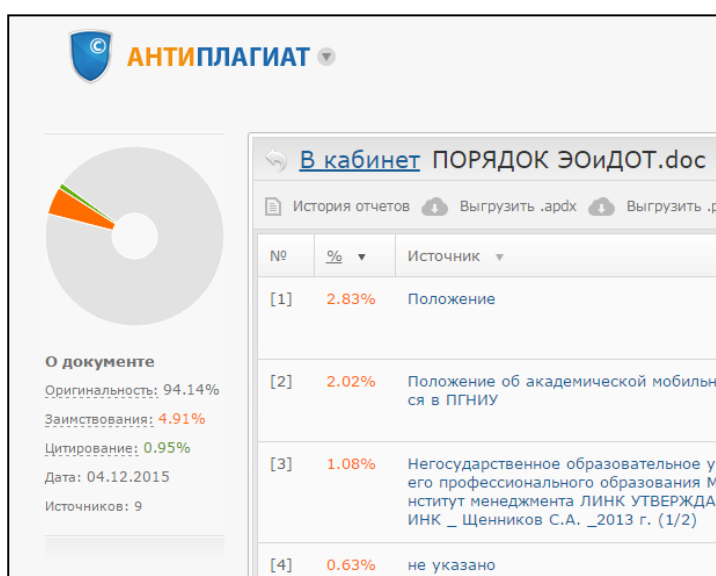 АНТИПЛАГИАТ
В кабинет ПОРЯДОК ЭОиДОТ.doc
История отчетов Выгрузить .apdx Выгрузить
№ % Источник
[1] 2.83% Положение
[2] 2.02% Положение об академической
ся в ПГНИУ
[3] 1.08% Негосударственное образовательное
его профессионального образования
нститут менеджмента ЛИНК УТВЕРЖДА
ИНК _ Щенников С.А. _2013 г. (1/2)
[4] 0.63% не указано
О документе
Оригинальность: 94.14%
Заимствования: 4.91%
Цитирование: 0.95%
Дата: 04.12.2015
Источников: 9